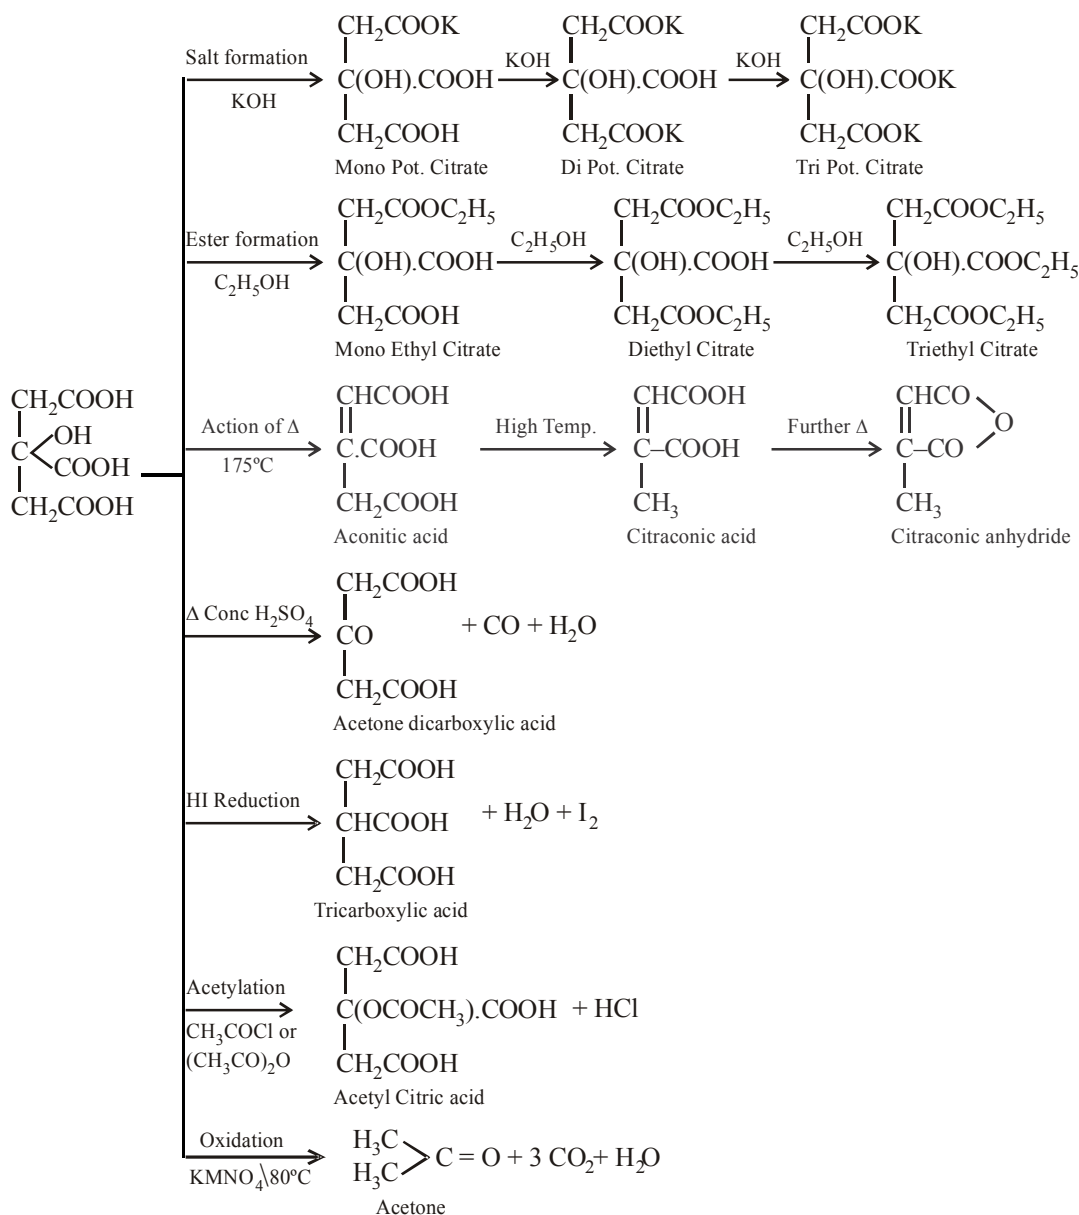 CH₂COOH
C
OH
COOH
CH₂COOH
Salt formation
KOH
CH₂COOK
C(OH).COOH
CH₂COOH
Mono Pot. Citrate
KOH
CH₂COOK
C(OH).COOH
CH₂COOK
Di Pot. Citrate
KOH
CH₂COOK
C(OH).COOK
CH₂COOK
Tri Pot. Citrate
Ester formation
C₂H₅OH
CH₂COOC₂H₅
C(OH).COOH
CH₂COOH
Mono Ethyl Citrate
C₂H₅OH
CH₂COOC₂H₅
C(OH).COOH
CH₂COOC₂H₅
Diethyl Citrate
C₂H₅OH
CH₂COOC₂H₅
C(OH).COOC₂H₅
CH₂COOC₂H₅
Triethyl Citrate
Action of Δ
175ºC
CHCOOH
C.COOH
CH₂COOH
Aconitic acid
High Temp.
CHCOOH
C–COOH
CH₃
Citraconic acid
Further Δ
CHCO
O
C–CO
CH₃
Citraconic anhydride
Δ Conc H₂SO₄
CH₂COOH
CO
CH₂COOH
+ CO + H₂O
Acetone dicarboxylic acid
HI Reduction
CH₂COOH
CHCOOH
CH₂COOH
+ H₂O + I₂
Tricarboxylic acid
Acetylation
CH₃COCl or
(CH₃CO)₂O
CH₂COOH
C(OCOCH₃).COOH + HCl
CH₂COOH
Acetyl Citric acid
Oxidation
KMNO₄\80ºC
H₃C
H₃C
C = O + 3 CO₂+ H₂O
Acetone